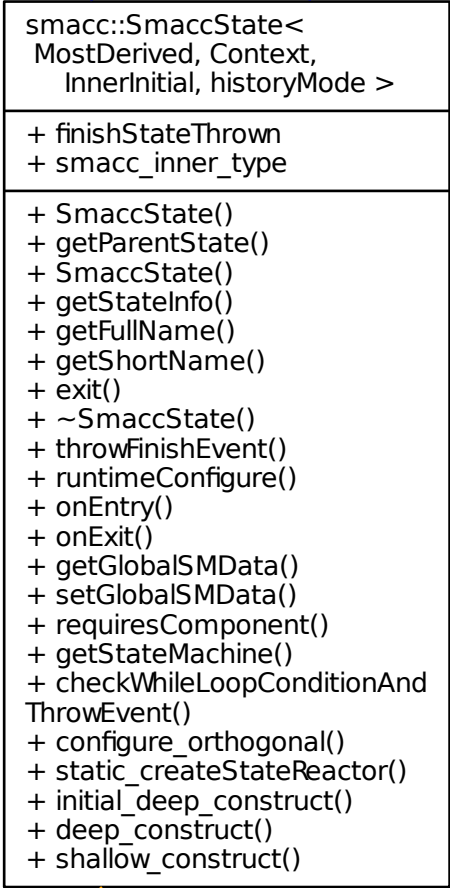 smacc::SmaccState<
MostDerived, Context,
InnerInitial, historyMode >
+ finishStateThrown
+ smacc_inner_type
+ SmaccState()
+ getParentState()
+ SmaccState()
+ getStateInfo()
+ getFullName()
+ getShortName()
+ exit()
+ ~SmaccState()
+ throwFinishEvent()
+ runtimeConfigure()
+ onEntry()
+ onExit()
+ getGlobalSMData()
+ setGlobalSMData()
+ requiresComponent()
+ getStateMachine()
+ checkWhileLoopConditionAnd
ThrowEvent()
+ configure_orthogonal()
+ static_createStateReactor()
+ initial_deep_construct()
+ deep_construct()
+ shallow_construct()